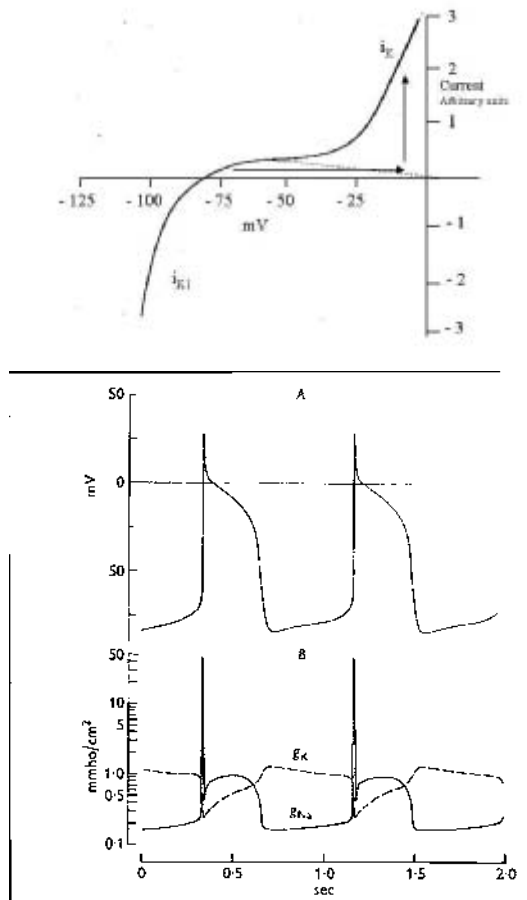 3
i_K
2
Current
Arbitrary units
1
-125 -100 -75 -50 -25
mV
-1
i_K1
-2
-3
A
50
mV
0
50
B
50
10
5
mmho/cm²
g_K
1·0
0·5
g_Na
0·1
0 0·5 1·0 1·5 2·0
sec